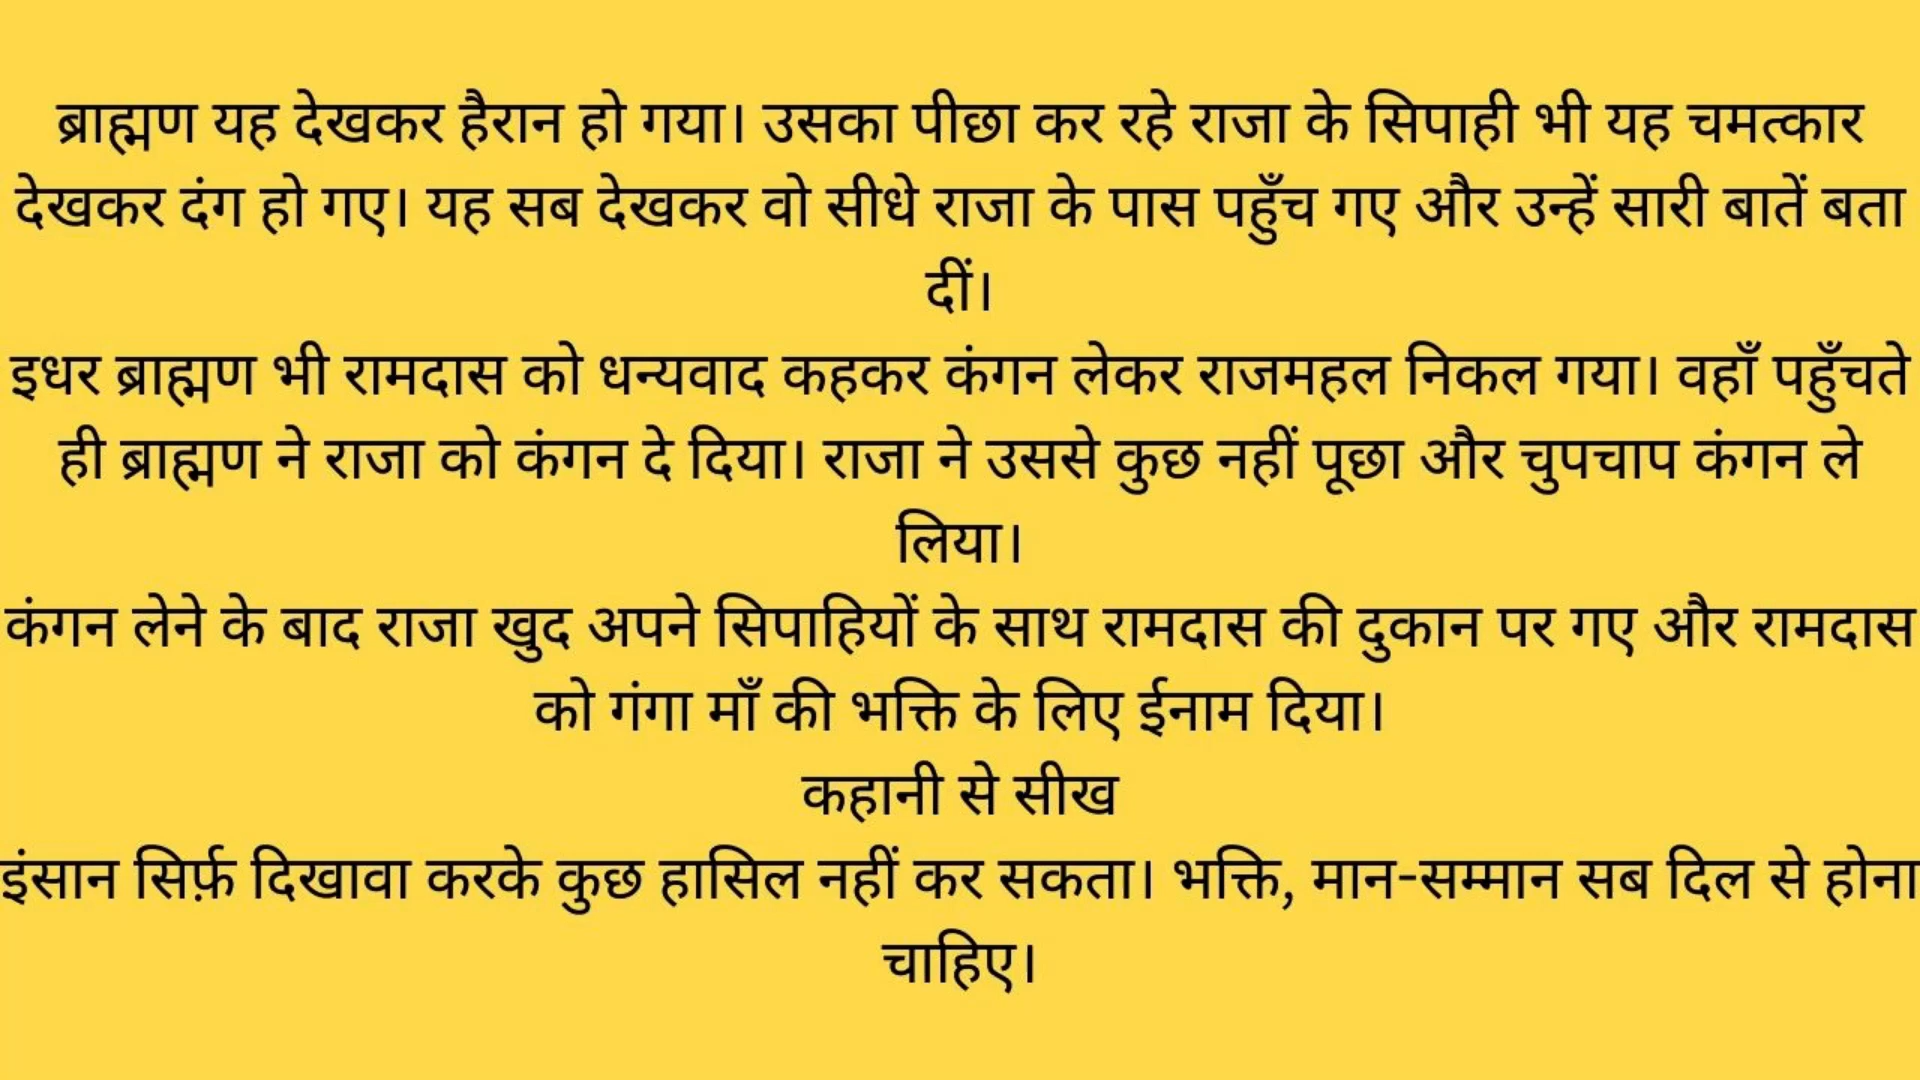 ब्राह्मण यह देखकर हैरान हो गया। उसका पीछा कर रहे राजा के सिपाही भी यह चमत्कार
देखकर दंग हो गए। यह सब देखकर वो सीधे राजा के पास पहुँच गए और उन्हें सारी बातें बता
दीं।
इधर ब्राह्मण भी रामदास को धन्यवाद कहकर कंगन लेकर राजमहल निकल गया। वहाँ पहुँचते
ही ब्राह्मण ने राजा को कंगन दे दिया। राजा ने उससे कुछ नहीं पूछा और चुपचाप कंगन ले
लिया।
कंगन लेने के बाद राजा खुद अपने सिपाहियों के साथ रामदास की दुकान पर गए और रामदास
को गंगा माँ की भक्ति के लिए ईनाम दिया।
कहानी से सीख
इंसान सिर्फ़ दिखावा करके कुछ हासिल नहीं कर सकता। भक्ति, मान-सम्मान सब दिल से होना
चाहिए।